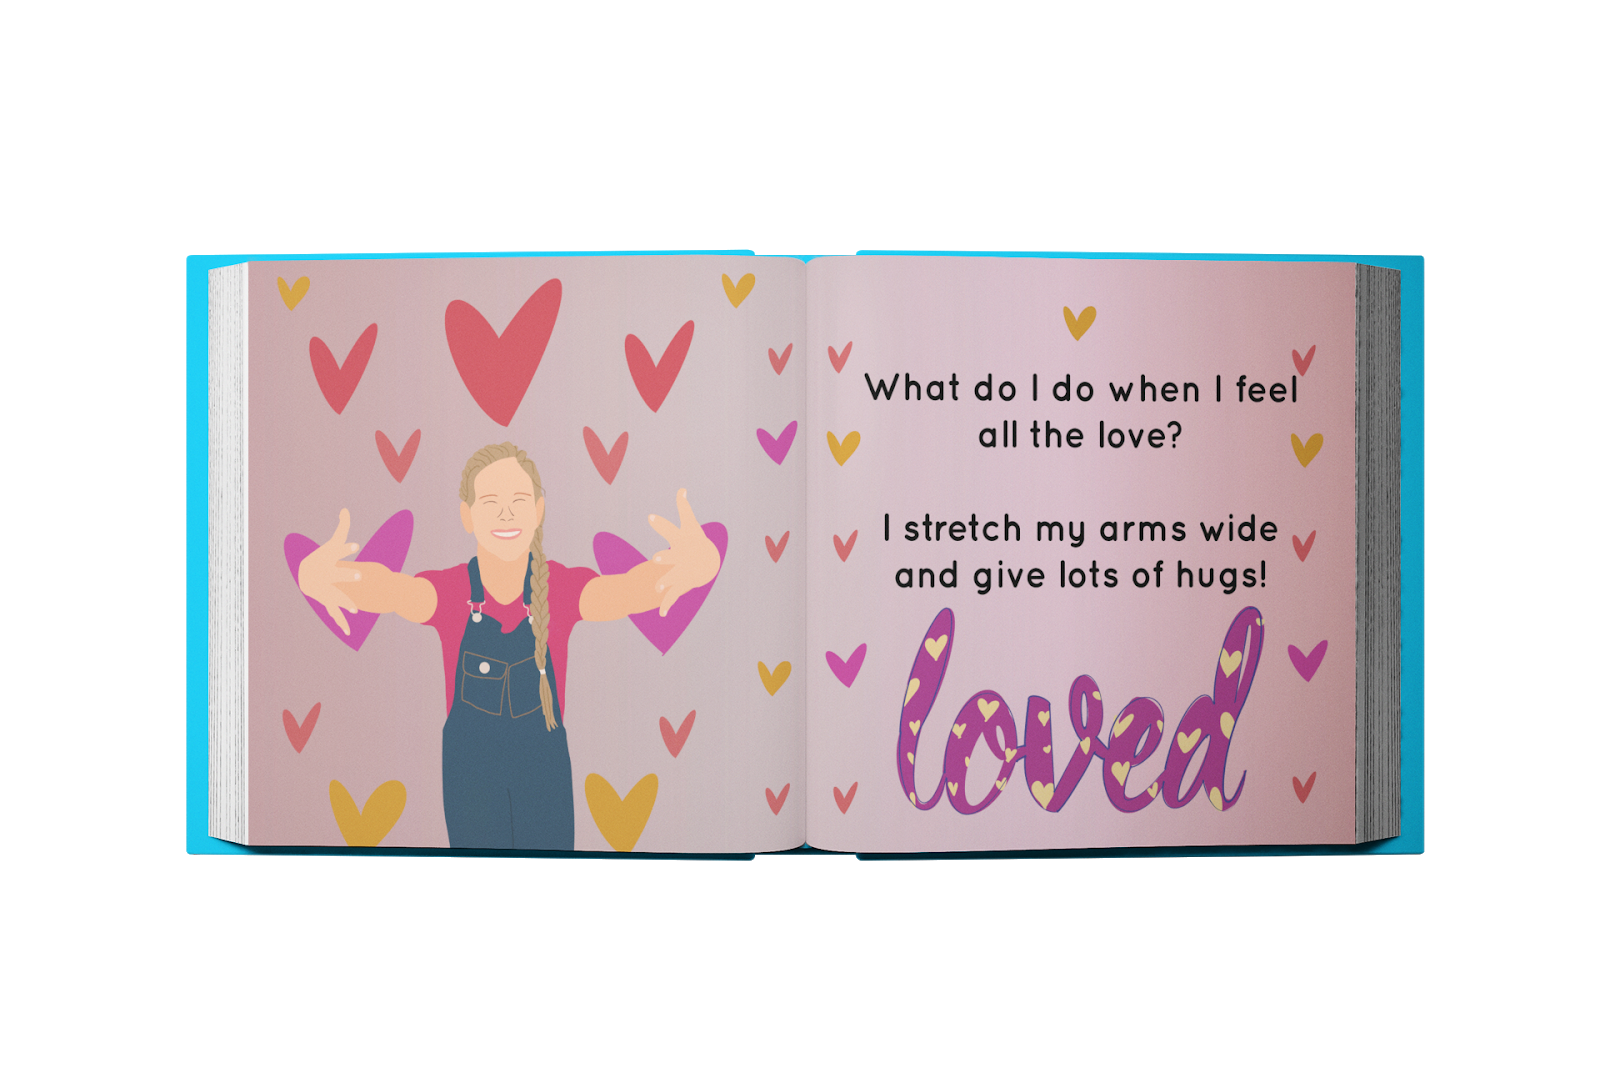 What do I do when I feel
all the love?
I stretch my arms wide
and give lots of hugs!
loved